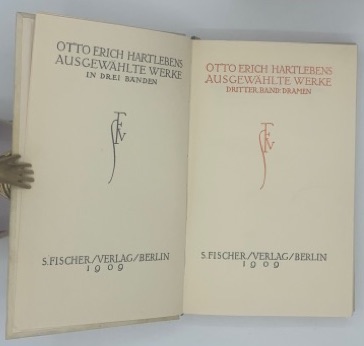 OTTO ERICH HARTLEBENS
AUSGEWÄHLTE WERKE
IN DREI BÄNDEN
S. FISCHER/VERLAG/BERLIN
1909
OTTO ERICH HARTLEBENS
AUSGEWÄHLTE WERKE
DRITTER BAND: DRAMEN
S. FISCHER/VERLAG/BERLIN
1909